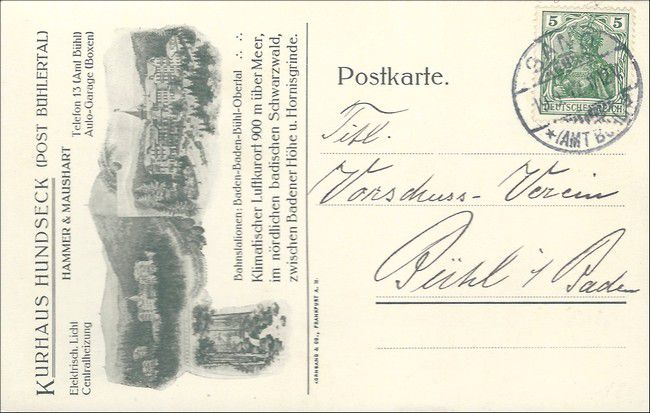 KURHAUS HUNDSECK (POST BÜHLERTAL)
HAMMER & MAUSHART
Elektrisch. Licht
Centralheizung
Telefon 13 (Amt Bühl)
Auto-Garage (Boxen)
Bahnstationen: Baden-Baden-Bühl-Obertal
Klimatischer Luftkurort 900 m über Meer,
im nördlichen badischen Schwarzwald,
zwischen Badener Höhe u. Hornisgrinde.
& CO., FRANKFURT A. M.
Postkarte.
5 5
DEUTSCHES REICH
(AMT
Titl.
Vorschuss-Verein
Bühl i/Baden